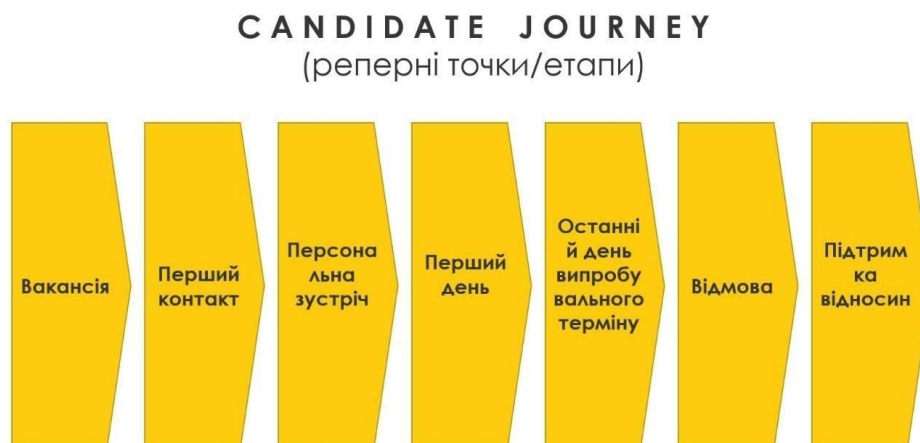 CANDIDATE JOURNEY
(реперні точки/етапи)
Вакансія
Перший
контакт
Персона
льна
зустріч
Перший
день
Останні
й день
випробу
вального
терміну
Відмова
Підтрим
ка
відносин